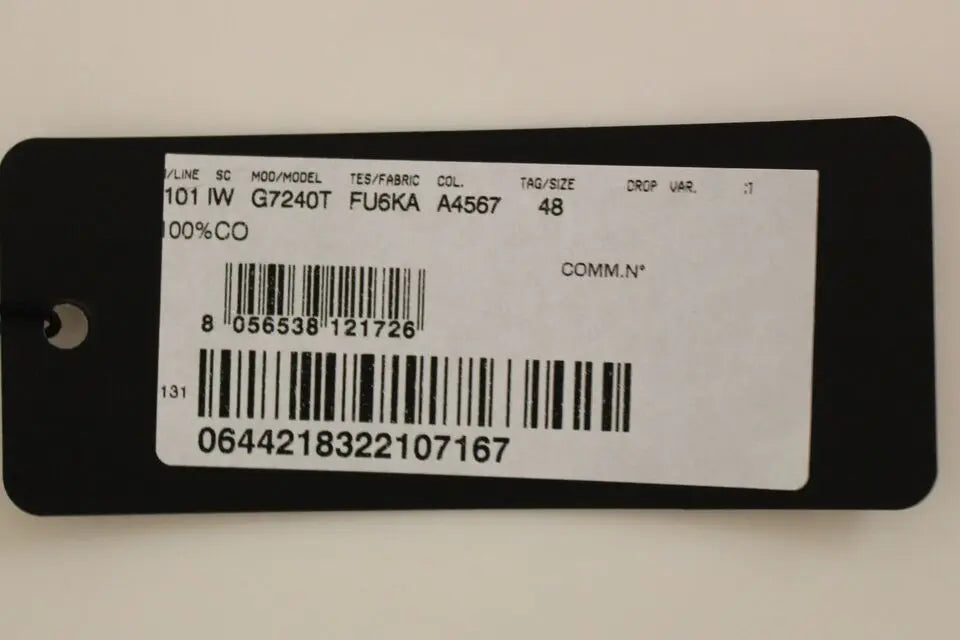 /LINE SC MOD/MODEL TES/FABRIC COL. TAG/SIZE DROP VAR. :1
101 IW G7240T FU6KA A4567 48
100%CO
COMM.N°
8 056538 121726
131
0644218322107167